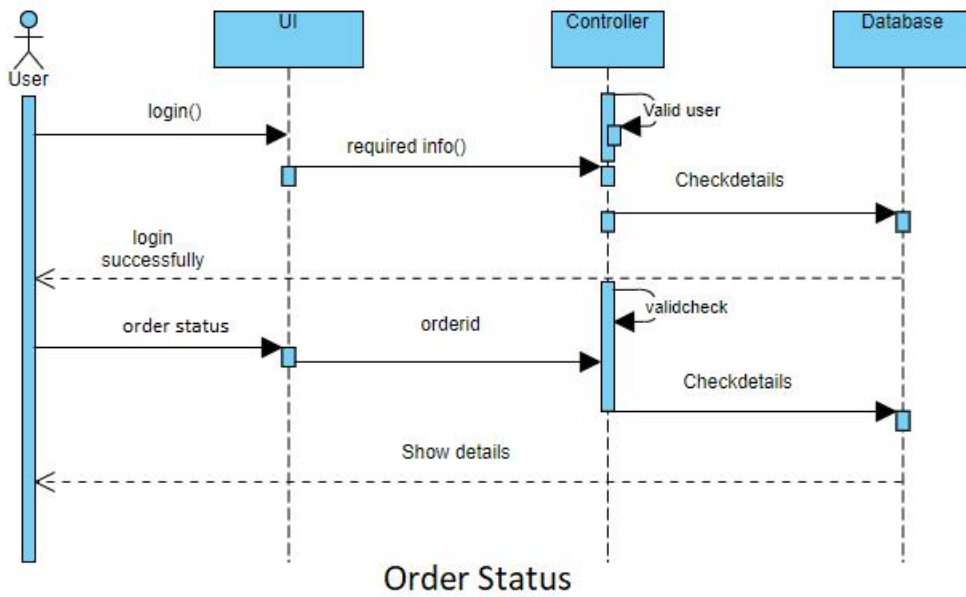 UI
Controller
Database
User
login()
Valid user
required info()
Checkdetails
login
successfully
validcheck
order status
orderid
Checkdetails
Show details
Order Status